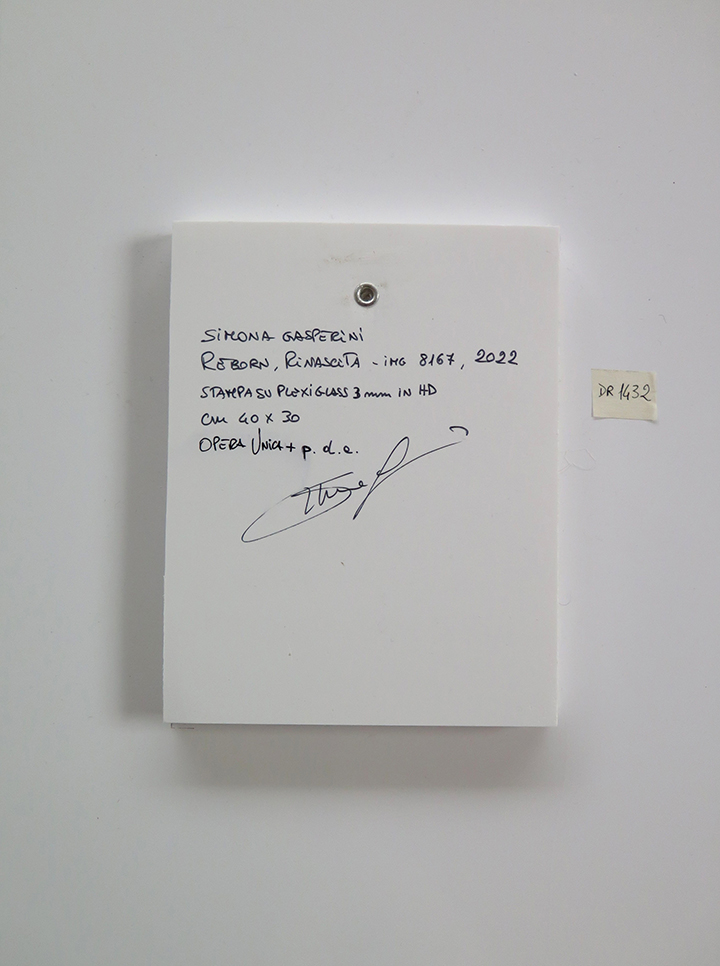 SIMONA GASPERINI
REBORN, RINASCITA - IMG 8167, 2022
STAMPA SU PLEXIGLASS 3 mm IN HD
CM 40 X 30
OPERA UNICA + p. d. a.
DR 1432